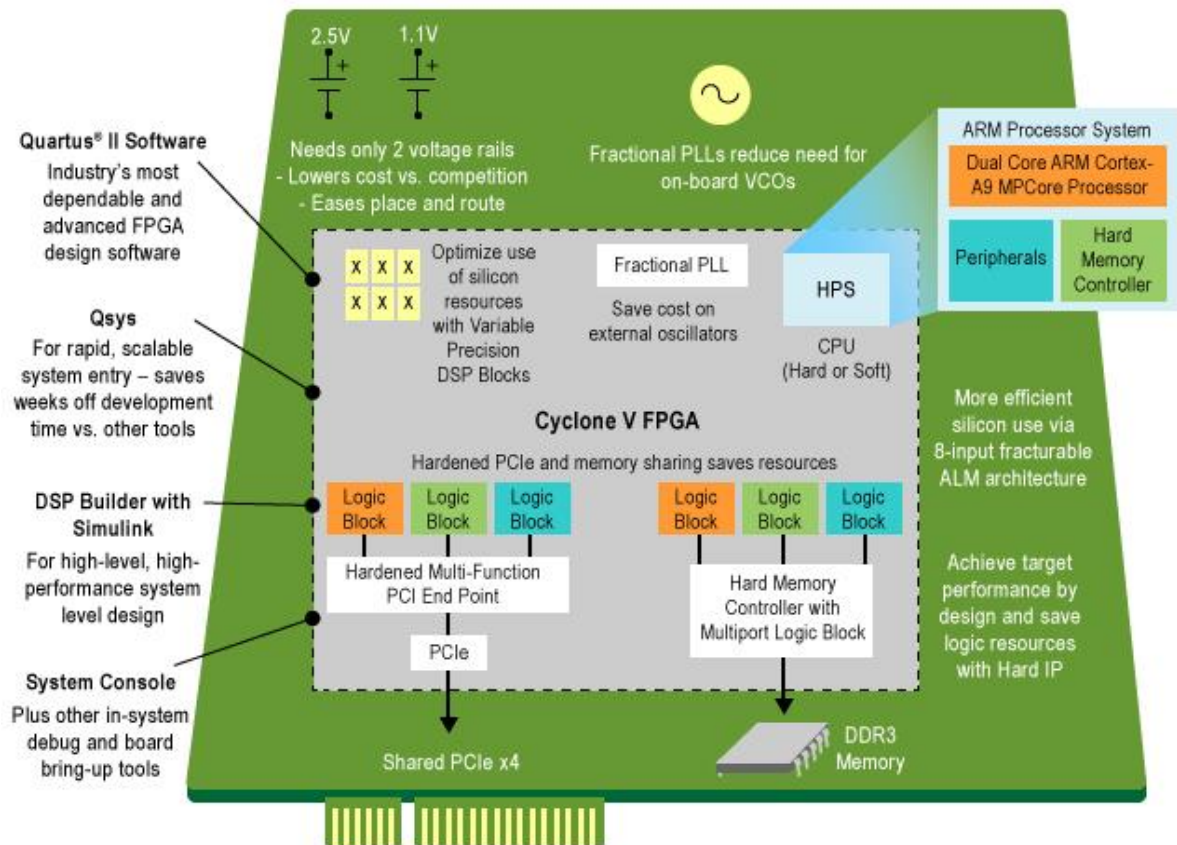 2.5V
1.1V
Needs only 2 voltage rails
- Lowers cost vs. competition
- Eases place and route
Fractional PLLs reduce need for
on-board VCOs
ARM Processor System
Dual Core ARM Cortex-
A9 MPCore Processor
Peripherals
Hard
Memory
Controller
Quartus® II Software
Industry's most
dependable and
advanced FPGA
design software
Qsys
For rapid, scalable
system entry – saves
weeks off development
time vs. other tools
DSP Builder with
Simulink
For high-level, high-
performance system
level design
System Console
Plus other in-system
debug and board
bring-up tools
X X X
X X X
Optimize use
of silicon
resources
with Variable
Precision
DSP Blocks
Fractional PLL
Save cost on
external oscillators
HPS
CPU
(Hard or Soft)
Cyclone V FPGA
Hardened PCIe and memory sharing saves resources
Logic
Block
Logic
Block
Logic
Block
Hardened Multi-Function
PCI End Point
PCIe
Logic
Block
Logic
Block
Logic
Block
Hard Memory
Controller with
Multiport Logic Block
More efficient
silicon use via
8-input fracturable
ALM architecture
Achieve target
performance by
design and save
logic resources
with Hard IP
Shared PCIe x4
DDR3
Memory